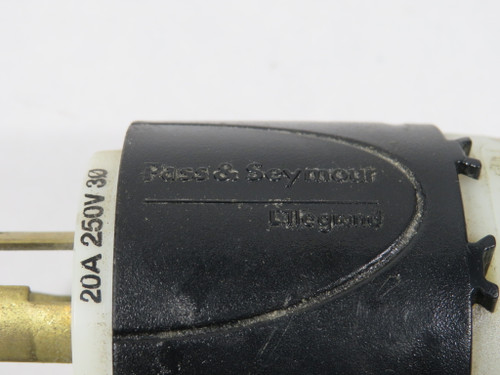 Pass & Seymour
Legrand
20A 250V 3Ø